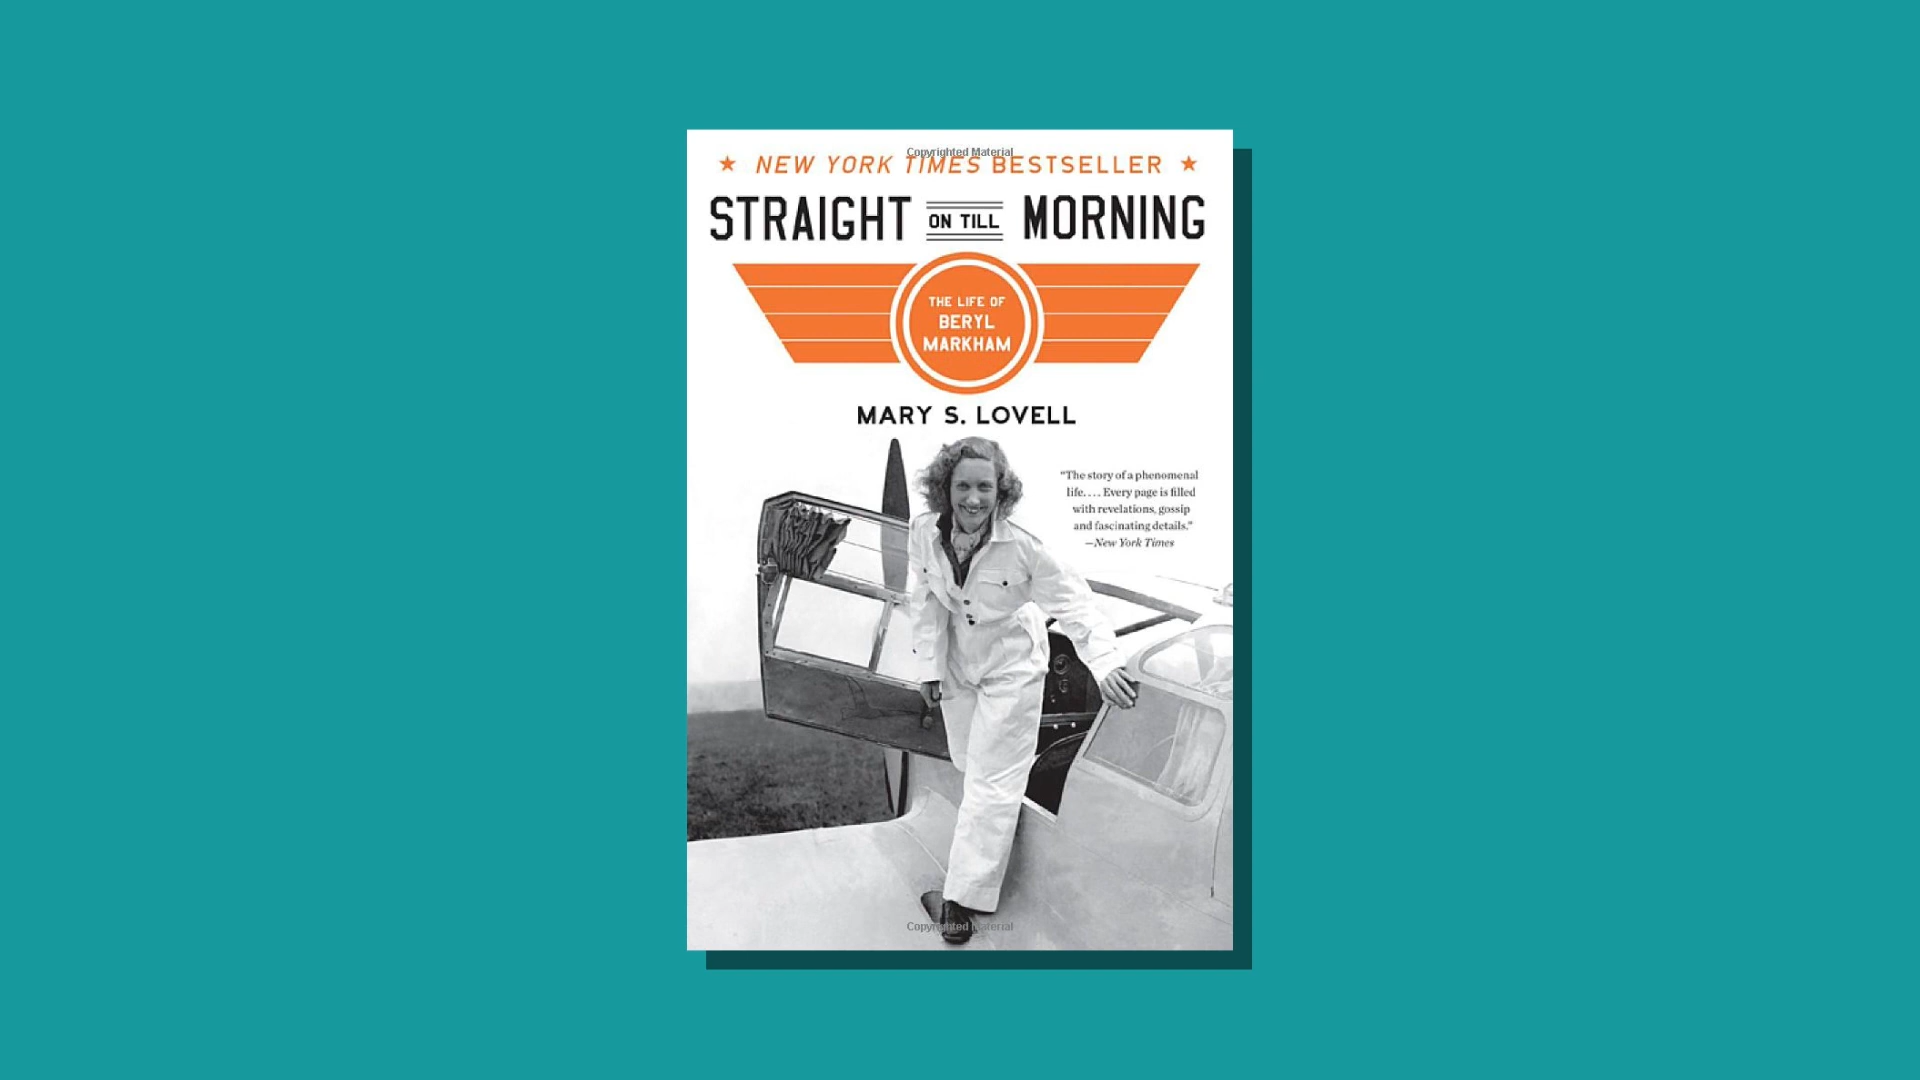 Copyrighted Material
★ NEW YORK TIMES BESTSELLER ★
STRAIGHT ON TILL MORNING
THE LIFE OF
BERYL
MARKHAM
MARY S. LOVELL
“The story of a phenomenal
life.... Every page is filled
with revelations, gossip
and fascinating details.”
—New York Times
Copyrighted Material